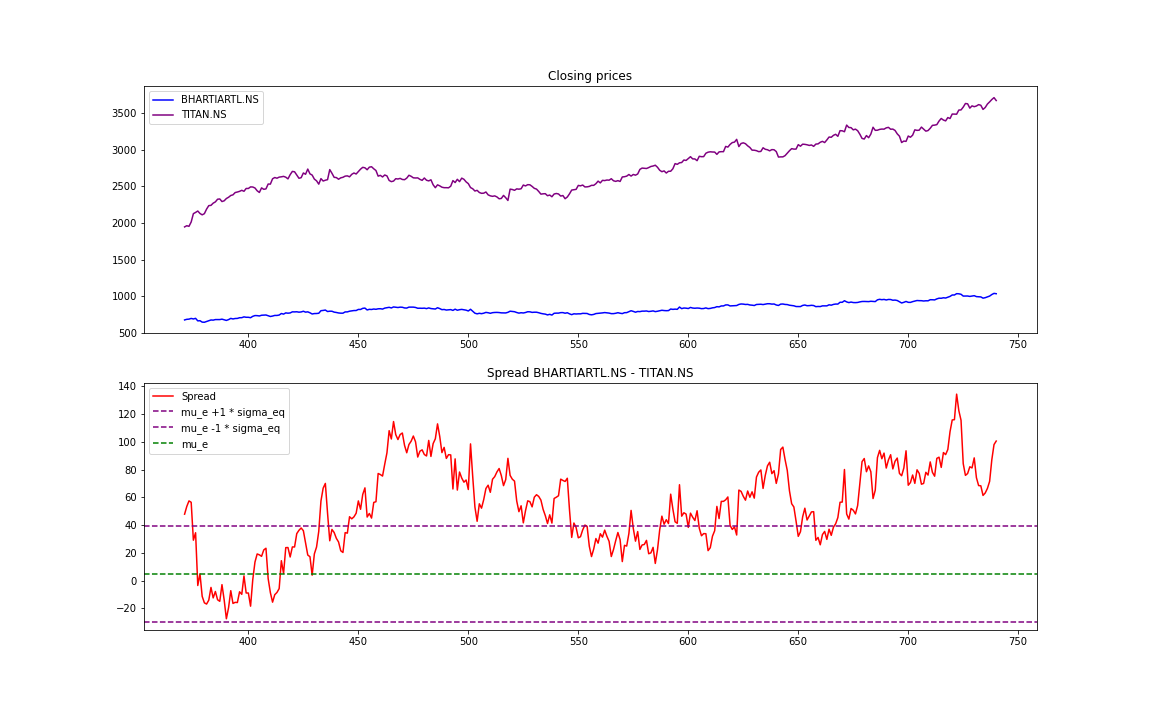 Closing prices
BHARTIARTL.NS
TITAN.NS
3500
3000
2500
2000
1500
1000
500
400 450 500 550 600 650 700 750
Spread BHARTIARTL.NS - TITAN.NS
Spread
mu_e +1 * sigma_eq
mu_e -1 * sigma_eq
mu_e
140
120
100
80
60
40
20
0
−20
400 450 500 550 600 650 700 750